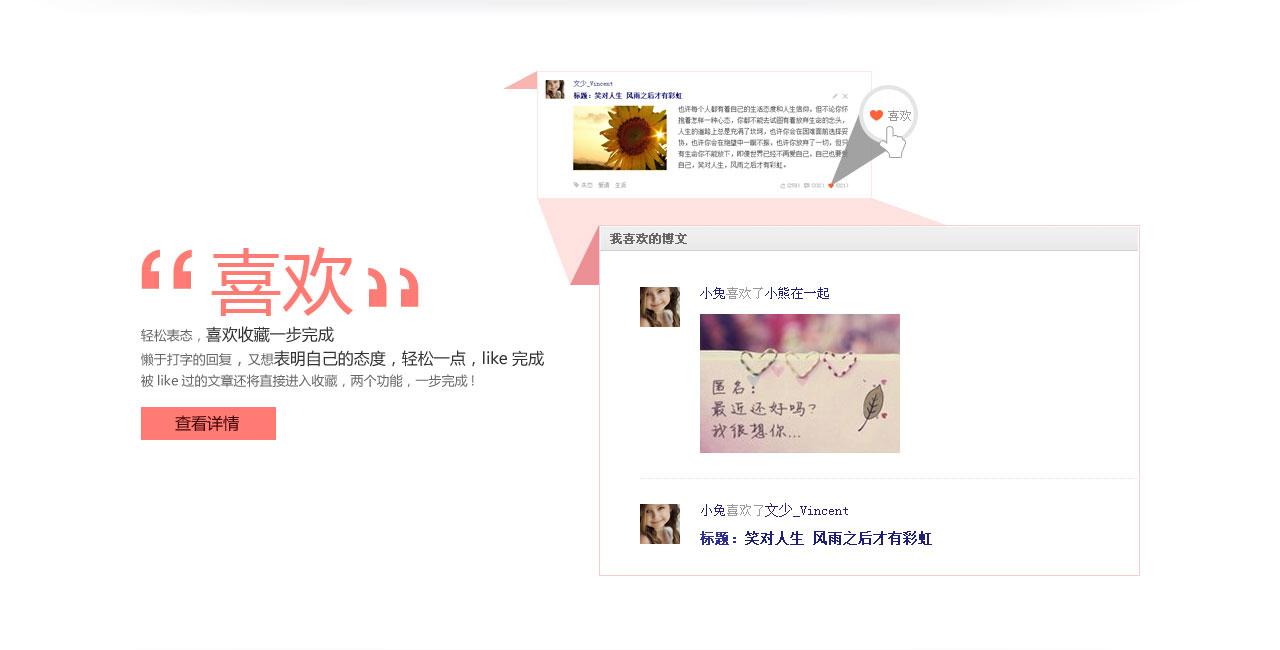 文少_Vincent
标题：笑对人生 风雨之后才有彩虹
也许每个人都有着自己的生活态度和人生信仰，但不论你怀
抱着怎样一种心态，你都不能去试图有着放弃生命的念头，
人生的道路上总是充满了坎坷，也许你会在困难面前选择妥
协，也许你会在绝望中一蹶不振，也许你放弃了一切，但只
有生命你不能放下，即便世界已经不再爱自己，自己也要爱
自己，笑对人生，风雨之后才有彩虹。
喜欢
“喜欢”
轻松表态，喜欢收藏一步完成
懒于打字的回复，又想表明自己的态度，轻松一点，like 完成
被 like 过的文章还将直接进入收藏，两个功能，一步完成！
查看详情
我喜欢的博文
小兔喜欢了小熊在一起
匿名：
最近还好吗？
我很想你...
小兔喜欢了文少_Vincent
标题：笑对人生 风雨之后才有彩虹